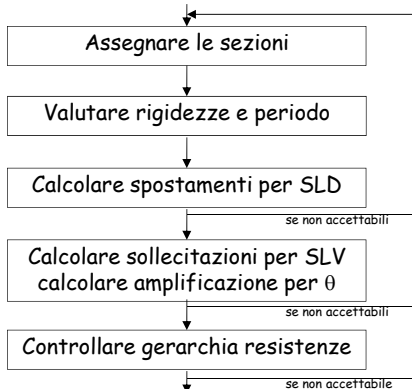 Assegnare le sezioni
Valutare rigidezze e periodo
Calcolare spostamenti per SLD
se non accettabili
Calcolare sollecitazioni per SLV
calcolare amplificazione per θ
se non accettabili
Controllare gerarchia resistenze
se non accettabile